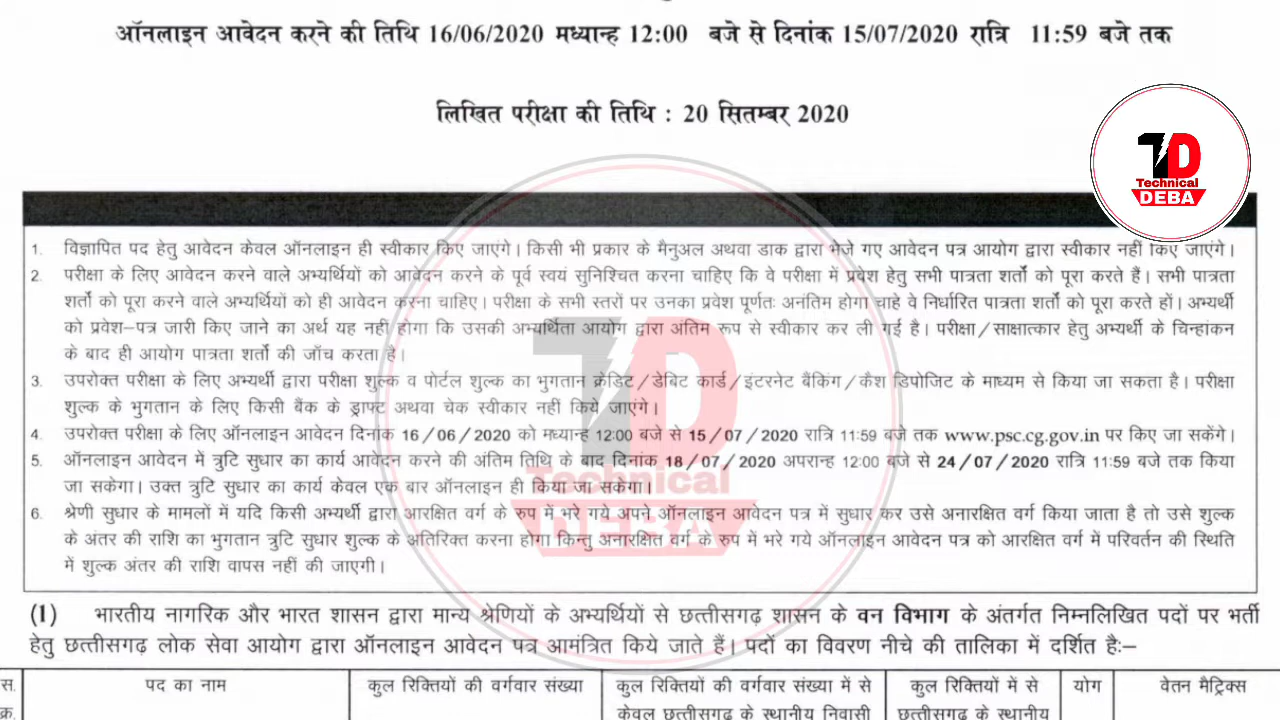 ऑनलाइन आवेदन करने की तिथि 16/06/2020 मध्यान्ह 12:00 बजे से दिनांक 15/07/2020 रात्रि 11:59 बजे तक
लिखित परीक्षा की तिथि : 20 सितम्बर 2020
TD
Technical
DEBA
1. विज्ञापित पद हेतु आवेदन केवल ऑनलाइन ही स्वीकार किए जाएंगे। किसी भी प्रकार के मैनुअल अथवा डाक द्वारा भेजे गए आवेदन पत्र आयोग द्वारा स्वीकार नहीं किए जाएंगे।
2. परीक्षा के लिए आवेदन करने वाले अभ्यर्थियों को आवेदन करने के पूर्व स्वयं सुनिश्चित करना चाहिए कि वे परीक्षा में प्रवेश हेतु सभी पात्रता शर्तो को पूरा करते हैं। सभी पात्रता
शर्तो को पूरा करने वाले अभ्यर्थियों को ही आवेदन करना चाहिए। परीक्षा के सभी स्तरों पर उनका प्रवेश पूर्णतः अनंतिम होगा चाहे वे निर्धारित पात्रता शर्तो को पूरा करते हों। अभ्यर्थी
को प्रवेश–पत्र जारी किए जाने का अर्थ यह नहीं होगा कि उसकी अभ्यर्थिता आयोग द्वारा अंतिम रूप से स्वीकार कर ली गई है। परीक्षा/साक्षात्कार हेतु अभ्यर्थी के चिन्हांकन
के बाद ही आयोग पात्रता शर्तो की जॉच करता है।
3. उपरोक्त परीक्षा के लिए अभ्यर्थी द्वारा परीक्षा शुल्क व पोर्टल शुल्क का भुगतान क्रेडिट/डेबिट कार्ड/इंटरनेट बैंकिंग/कैश डिपोजिट के माध्यम से किया जा सकता है। परीक्षा
शुल्क के भुगतान के लिए किसी बैंक के ड्राफ्ट अथवा चेक स्वीकार नहीं किये जाएंगे।
4. उपरोक्त परीक्षा के लिए ऑनलाइन आवेदन दिनांक 16/06/2020 को मध्यान्ह 12:00 बजे से 15/07/2020 रात्रि 11:59 बजे तक www.psc.cg.gov.in पर किए जा सकेंगे।
5. ऑनलाइन आवेदन में त्रुटि सुधार का कार्य आवेदन करने की अंतिम तिथि के बाद दिनांक 18/07/2020 अपरान्ह 12:00 बजे से 24/07/2020 रात्रि 11:59 बजे तक किया
जा सकेगा। उक्त त्रुटि सुधार का कार्य केवल एक बार ऑनलाइन ही किया जा सकेगा।
6. श्रेणी सुधार के मामलों में यदि किसी अभ्यर्थी द्वारा आरक्षित वर्ग के रुप में भरे गये अपने ऑनलाइन आवेदन पत्र में सुधार कर उसे अनारक्षित वर्ग किया जाता है तो उसे शुल्क
के अंतर की राशि का भुगतान त्रुटि सुधार शुल्क के अतिरिक्त करना होगा किन्तु अनारक्षित वर्ग के रुप में भरे गये ऑनलाइन आवेदन पत्र को आरक्षित वर्ग में परिवर्तन की स्थिति
में शुल्क अंतर की राशि वापस नहीं की जाएगी।
TD
Technical
DEBA
(1) भारतीय नागरिक और भारत शासन द्वारा मान्य श्रेणियों के अभ्यर्थियों से छत्तीसगढ़ शासन के वन विभाग के अंतर्गत निम्नलिखित पदों पर भर्ती
हेतु छत्तीसगढ़ लोक सेवा आयोग द्वारा ऑनलाइन आवेदन पत्र आमंत्रित किये जाते हैं। पदों का विवरण नीचे की तालिका में दर्शित हैः–
स. पद का नाम कुल रिक्तियों की वर्गवार संख्या कुल रिक्तियों की वर्गवार संख्या में से कुल रिक्तियों में से योग वेतन मैट्रिक्स
क्र. केवल छत्तीसगढ़ के स्थानीय निवासी छत्तीसगढ़ के स्थानीय